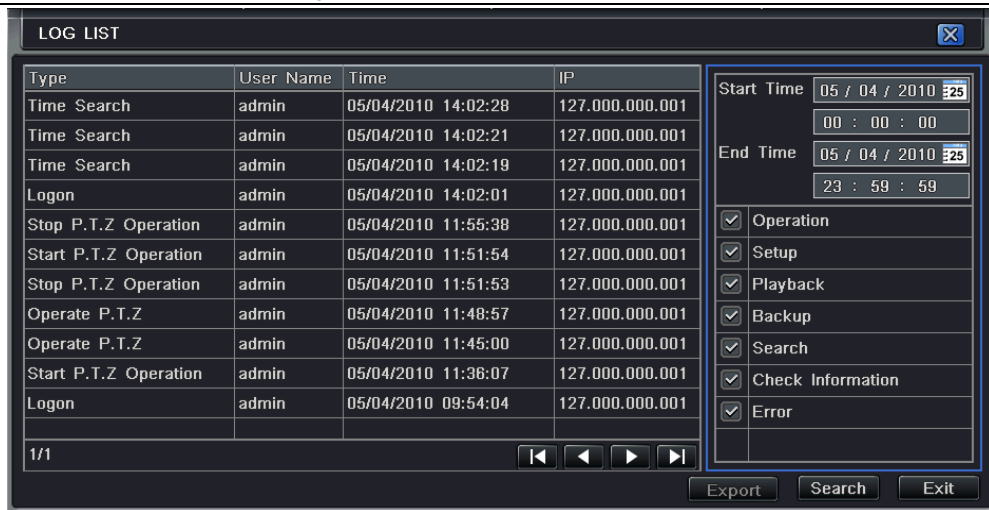 LOG LIST
Type User Name Time IP
Time Search admin 05/04/2010 14:02:28 127.000.000.001
Time Search admin 05/04/2010 14:02:21 127.000.000.001
Time Search admin 05/04/2010 14:02:19 127.000.000.001
Logon admin 05/04/2010 14:02:01 127.000.000.001
Stop P.T.Z Operation admin 05/04/2010 11:55:38 127.000.000.001
Start P.T.Z Operation admin 05/04/2010 11:51:54 127.000.000.001
Stop P.T.Z Operation admin 05/04/2010 11:51:53 127.000.000.001
Operate P.T.Z admin 05/04/2010 11:48:57 127.000.000.001
Operate P.T.Z admin 05/04/2010 11:45:00 127.000.000.001
Start P.T.Z Operation admin 05/04/2010 11:36:07 127.000.000.001
Logon admin 05/04/2010 09:54:04 127.000.000.001
1/1
Start Time 05 / 04 / 2010 25
00 : 00 : 00
End Time 05 / 04 / 2010 25
23 : 59 : 59
Operation
Setup
Playback
Backup
Search
Check Information
Error
Export Search Exit